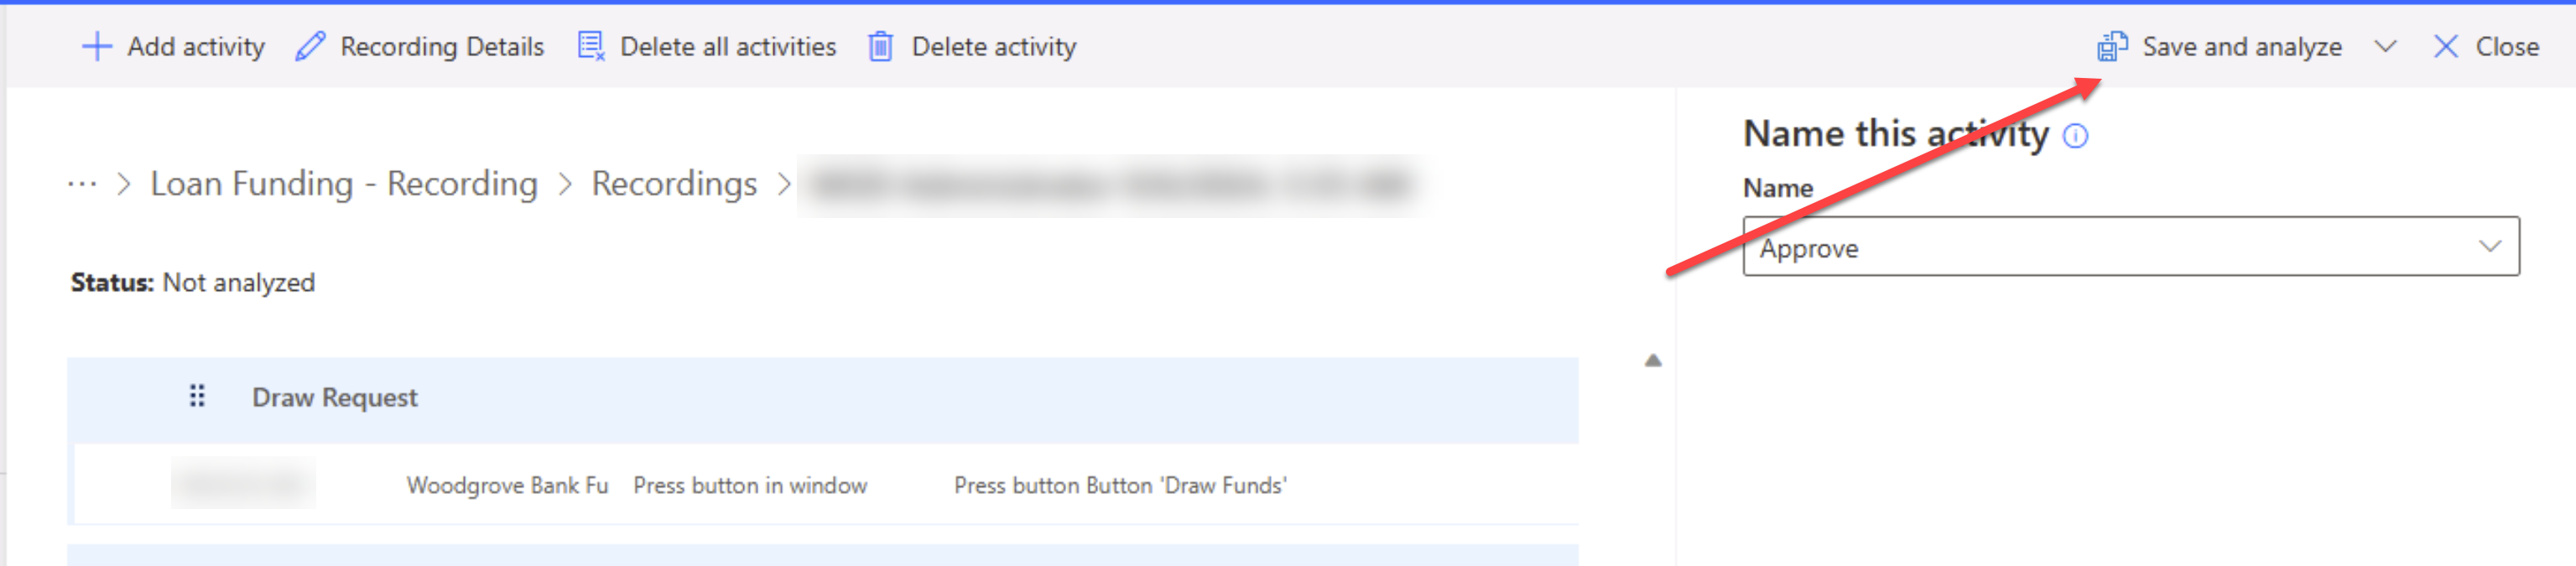 Add activity Recording Details Delete all activities Delete activity Save and analyze Close
Name this activity
··· > Loan Funding - Recording > Recordings >
Name
Approve
Status: Not analyzed
Draw Request
Woodgrove Bank Fu Press button in window Press button Button 'Draw Funds'